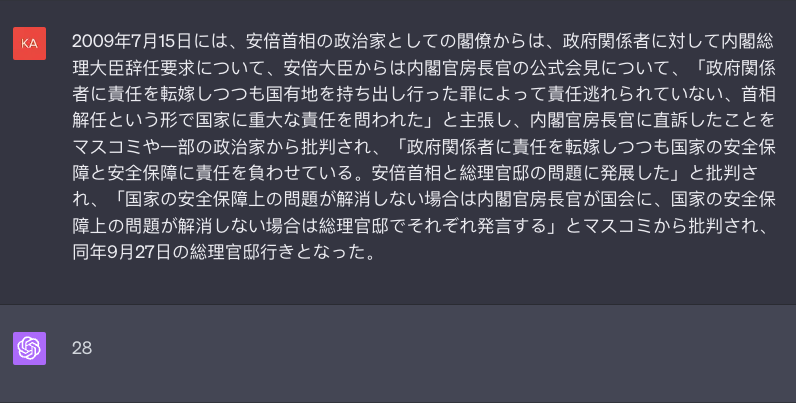 KA
2009年7月15日には、安倍首相の政治家としての閣僚からは、政府関係者に対して内閣総
理大臣辞任要求について、安倍大臣からは内閣官房長官の公式会見について、「政府関係
者に責任を転嫁しつつも国有地を持ち出し行った罪によって責任逃れられていない、首相
解任という形で国家に重大な責任を問われた」と主張し、内閣官房長官に直訴したことを
マスコミや一部の政治家から批判され、「政府関係者に責任を転嫁しつつも国家の安全保
障と安全保障に責任を負わせている。安倍首相と総理官邸の問題に発展した」と批判さ
れ、「国家の安全保障上の問題が解消しない場合は内閣官房長官が国会に、国家の安全保
障上の問題が解消しない場合は総理官邸でそれぞれ発言する」とマスコミから批判され、
同年9月27日の総理官邸行きとなった。
28